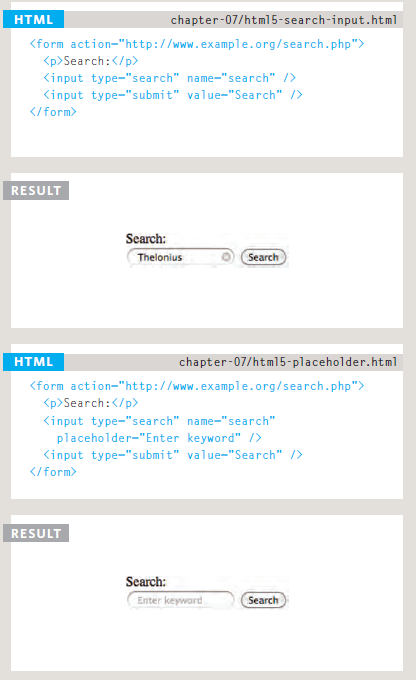 HTML chapter-07/html5-search-input.html
<form action="http://www.example.org/search.php">
<p>Search:</p>
<input type="search" name="search" />
<input type="submit" value="Search" />
</form>
RESULT
Search:
Thelonius Search
HTML chapter-07/html5-placeholder.html
<form action="http://www.example.org/search.php">
<p>Search:</p>
<input type="search" name="search"
placeholder="Enter keyword" />
<input type="submit" value="Search" />
</form>
RESULT
Search:
Enter keyword Search